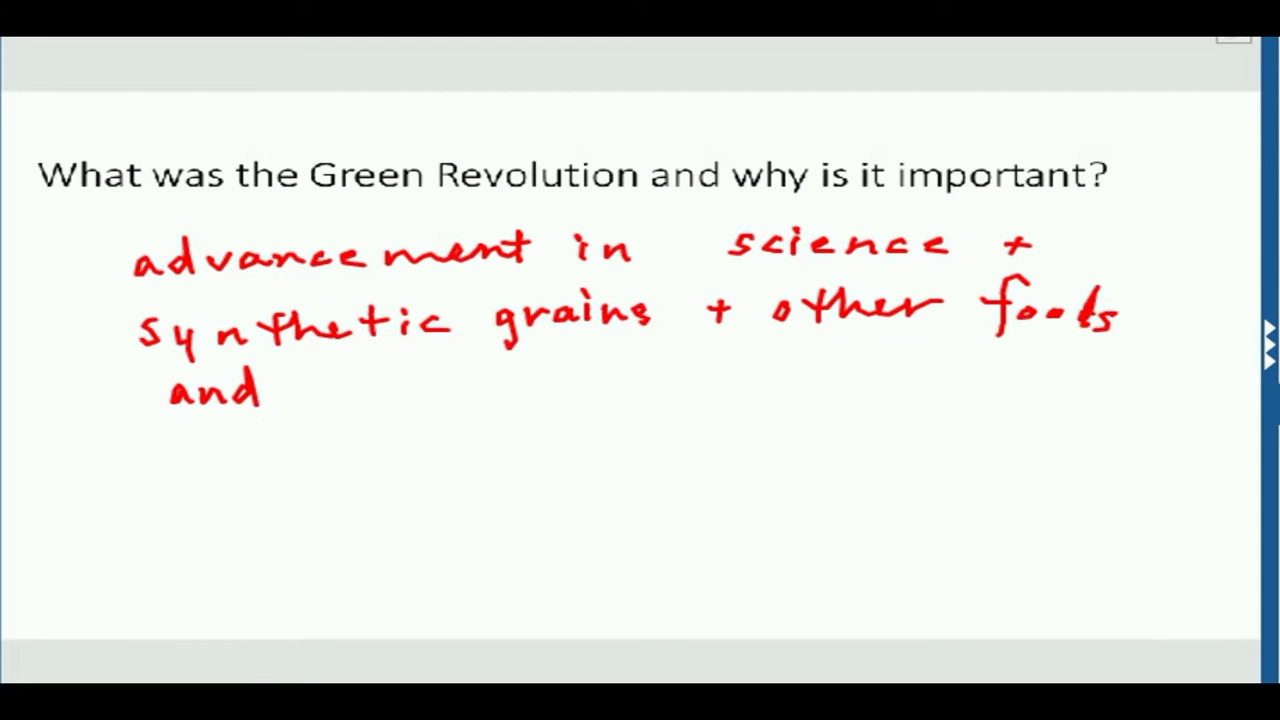 What was the Green Revolution and why is it important?
advancement in science +
synthetic grains + other foods
and